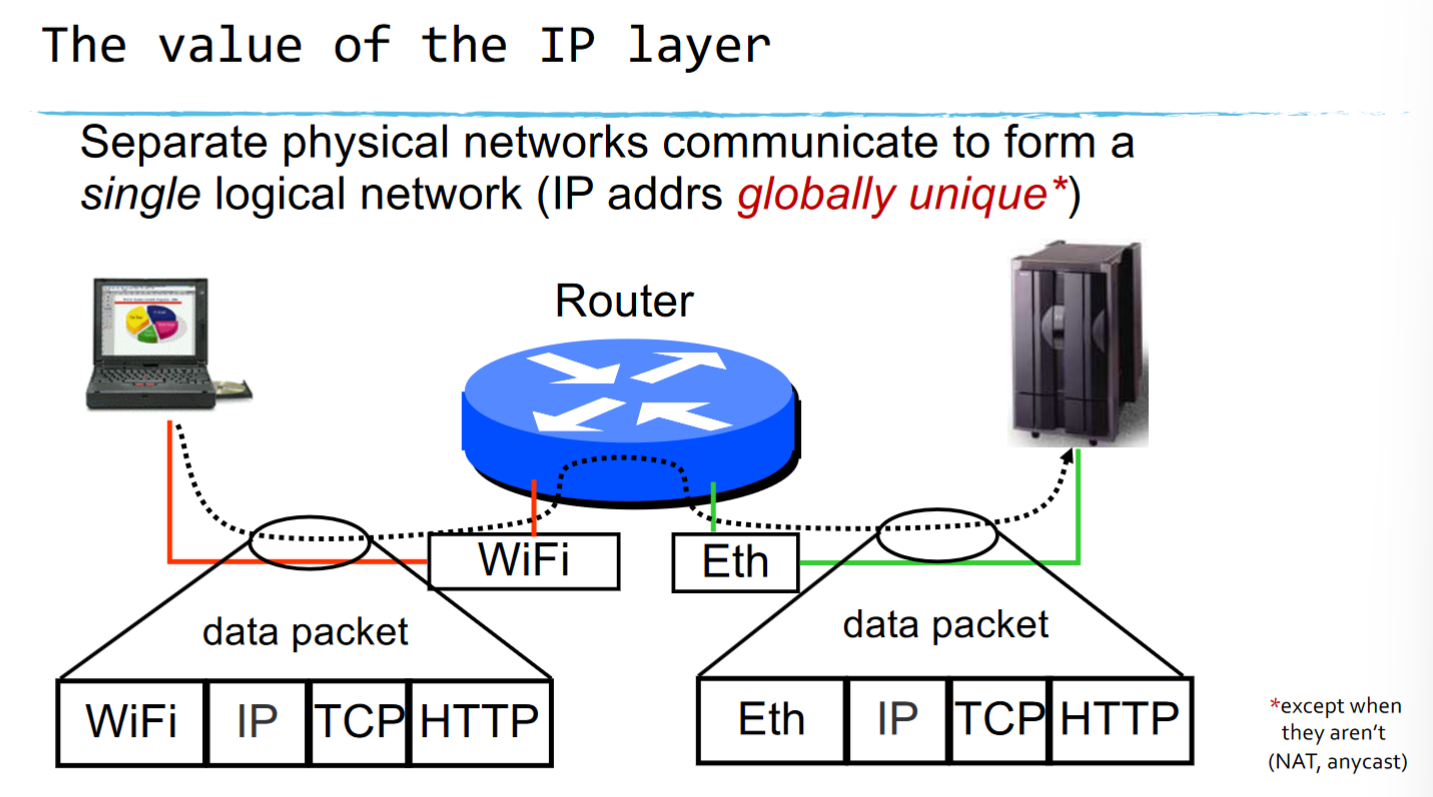 The value of the IP layer
Separate physical networks communicate to form a
single logical network (IP addrs globally unique*)
Router
WiFi
Eth
data packet
data packet
WiFi IP TCP HTTP
Eth IP TCP HTTP
*except when
they aren't
(NAT, anycast)